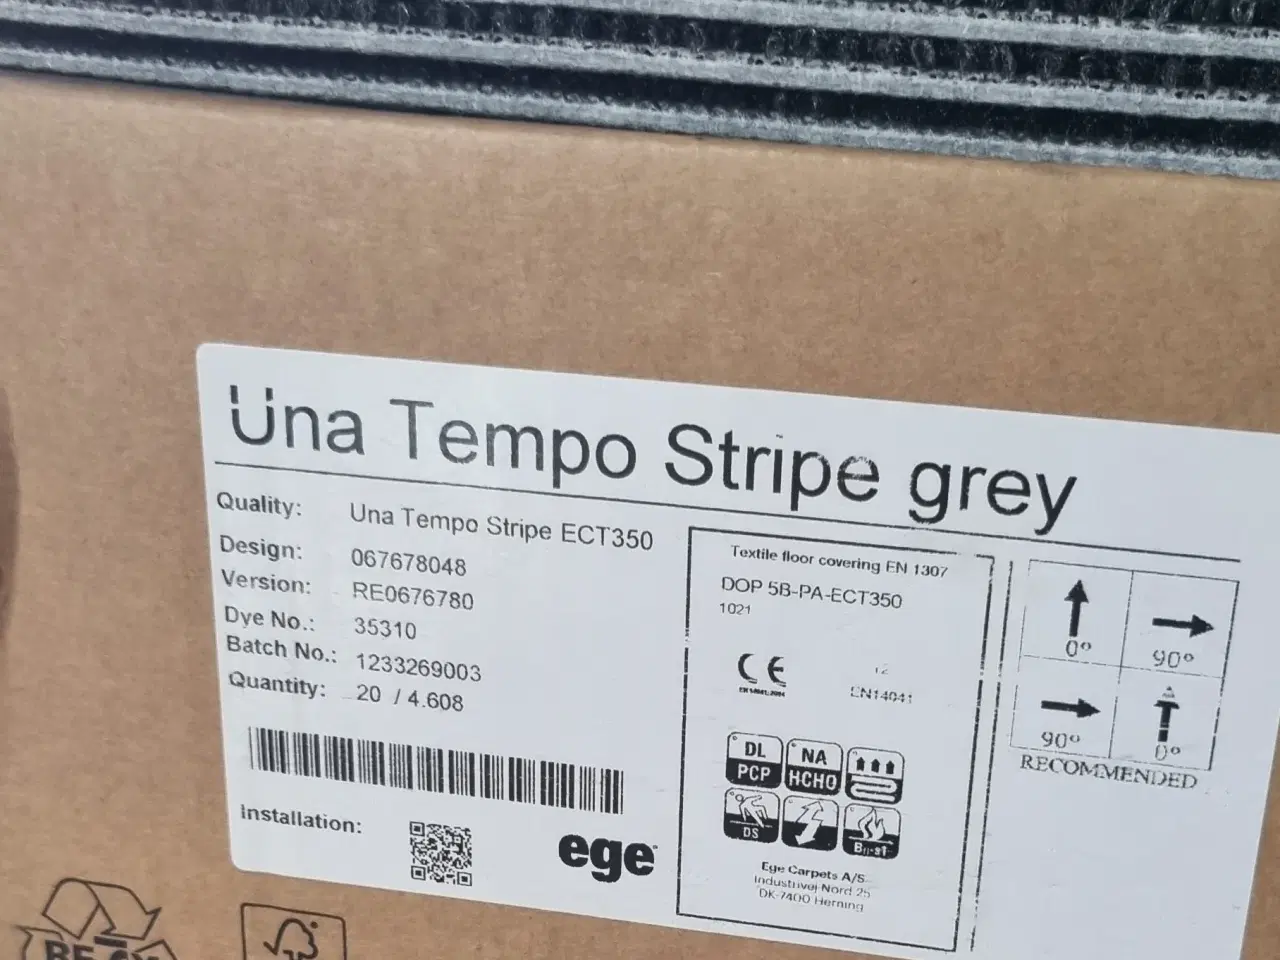 Una Tempo Stripe grey
Quality: Una Tempo Stripe ECT350
Design: 067678048
Version: RE0676780
Dye No.: 35310
Batch No.: 1233269003
Quantity: 20 / 4.608
Installation:
ege
Textile floor covering EN 1307
DOP 5B-PA-ECT350
1021
CE
12
EN14041
DL
PCP
NA
HCHO
DS
Ege Carpets A/S
Industrivej Nord 25
DK-7400 Herning
0° 90°
90° 0°
RECOMMENDED